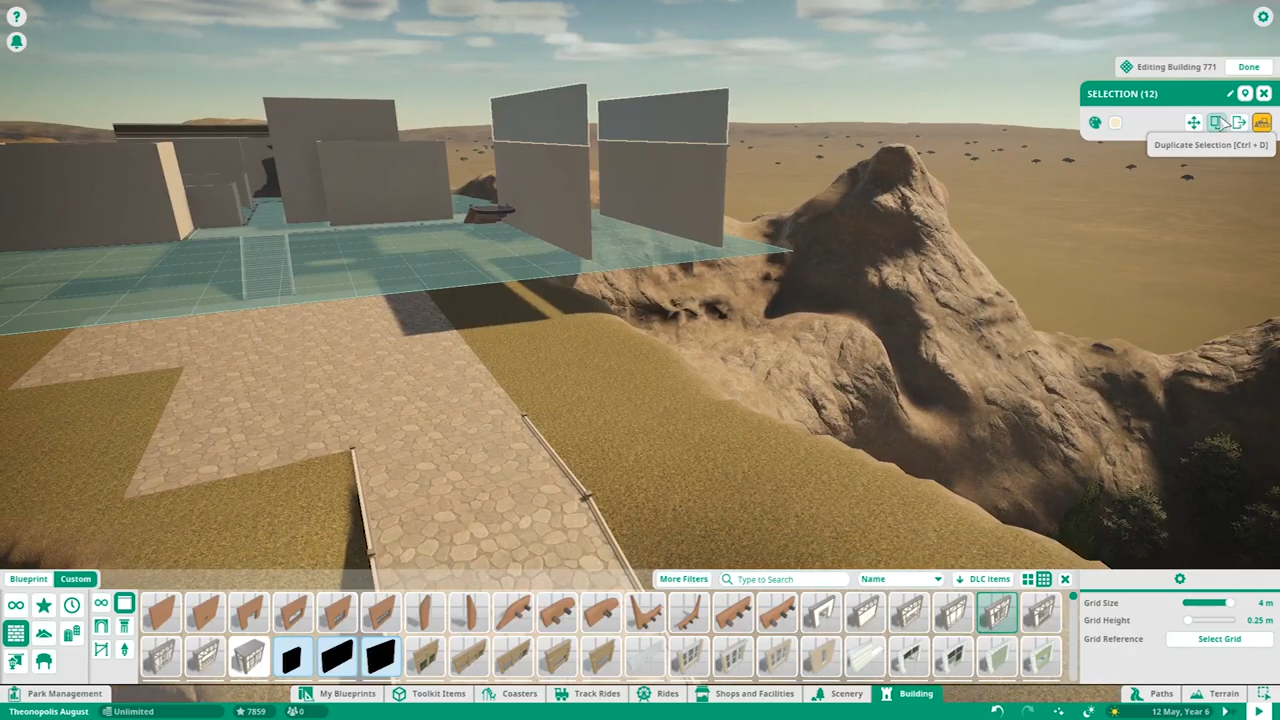 ?
Editing Building 771 Done
SELECTION (12)
Duplicate Selection [Ctrl + D]
Blueprint Custom More Filters Type to Search Name DLC items
Grid Size 4 m
Grid Height 0.25 m
Grid Reference Select Grid
Park Management My Blueprints Toolkit Items Coasters Track Rides Rides Shops and Facilities Scenery Building Paths Terrain
Theonopolis August Unlimited 7859 0 12 May, Year 6